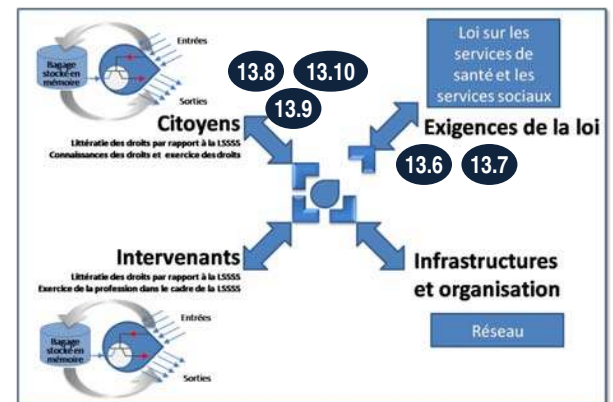 Bagage
stocké en
mémoire
Entrées
Sorties
13.8
13.10
13.9
Citoyens
Littératie des droits par rapport à la LSSSS
Connaissances des droits et exercice des droits
Loi sur les
services de
santé et les
services sociaux
Exigences de la loi
13.6
13.7
Intervenants
Littératie des droits par rapport à la LSSSS
Exercice de la profession dans le cadre de la LSSSS
Bagage
stocké en
mémoire
Entrées
Sorties
Infrastructures
et organisation
Réseau